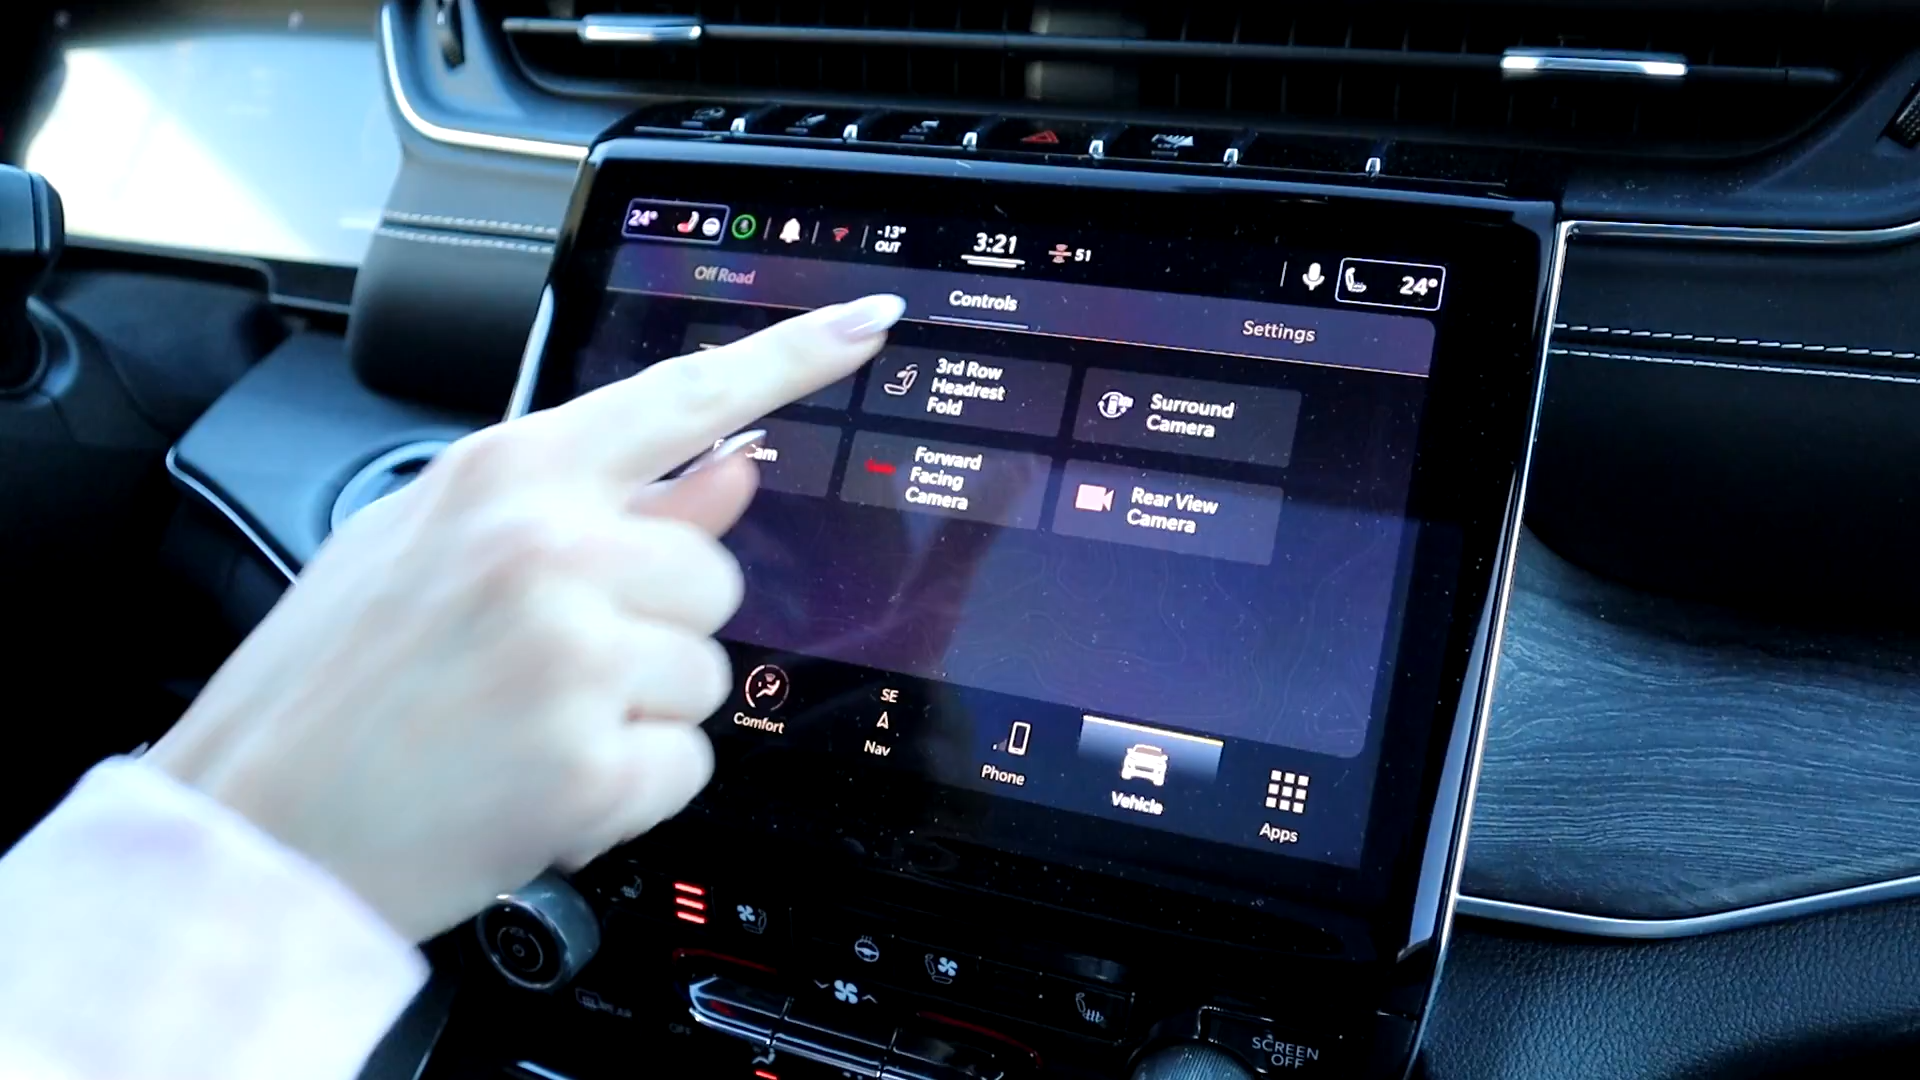 24°
-13°
OUT
3:21
51
24°
Off Road
Controls
Settings
3rd Row
Headrest
Fold
Surround
Camera
Cam
Forward
Facing
Camera
Rear View
Camera
Comfort
SE
Nav
Phone
Vehicle
Apps
SCREEN
OFF